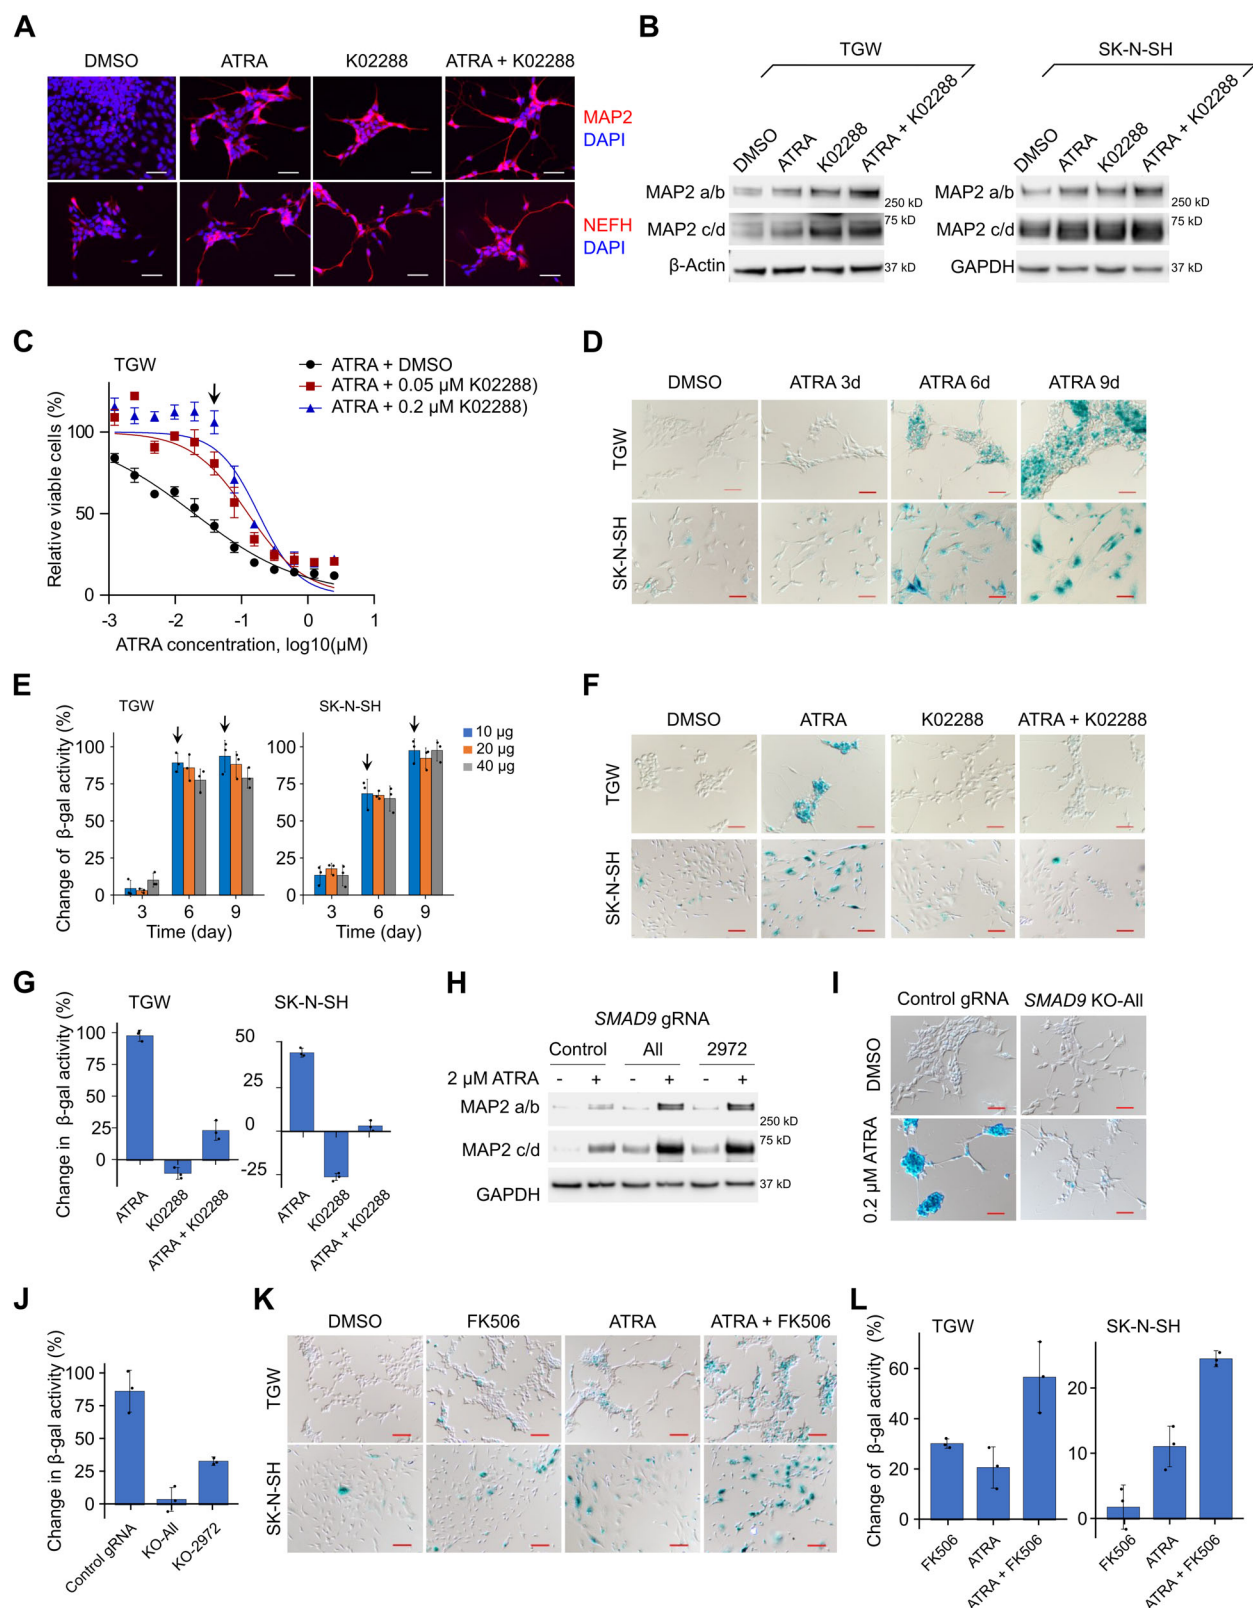 A
DMSO
ATRA
K02288
ATRA + K02288
MAP2
DAPI
NEFH
DAPI
B
TGW
SK-N-SH
DMSO
ATRA
K02288
ATRA + K02288
DMSO
ATRA
K02288
ATRA + K02288
MAP2 a/b
250 kD
MAP2 a/b
250 kD
75 kD
75 kD
MAP2 c/d
MAP2 c/d
β-Actin
37 kD
GAPDH
37 kD
C
TGW
ATRA + DMSO
ATRA + 0.05 µM K02288)
ATRA + 0.2 µM K02288)
Relative viable cells (%)
100
50
0
-3
-2
-1
0
1
ATRA concentration, log10(µM)
D
DMSO
ATRA 3d
ATRA 6d
ATRA 9d
TGW
SK-N-SH
E
TGW
SK-N-SH
Change of β-gal activity (%)
100
75
50
25
0
3
6
9
Time (day)
100
75
50
25
0
3
6
9
Time (day)
10 µg
20 µg
40 µg
F
DMSO
ATRA
K02288
ATRA + K02288
TGW
SK-N-SH
G
TGW
SK-N-SH
Change in β-gal activity (%)
100
75
50
25
0
ATRA
K02288
ATRA + K02288
50
25
0
-25
ATRA
K02288
ATRA + K02288
H
SMAD9 gRNA
Control
All
2972
2 µM ATRA
-
+
-
+
-
+
MAP2 a/b
250 kD
75 kD
MAP2 c/d
GAPDH
37 kD
I
Control gRNA
SMAD9 KO-All
DMSO
0.2 µM ATRA
J
Change in β-gal activity (%)
100
75
50
25
0
Control gRNA
KO-All
KO-2972
K
DMSO
FK506
ATRA
ATRA + FK506
TGW
SK-N-SH
L
TGW
SK-N-SH
Change of β-gal activity (%)
60
40
20
0
FK506
ATRA
ATRA + FK506
20
10
0
FK506
ATRA
ATRA + FK506